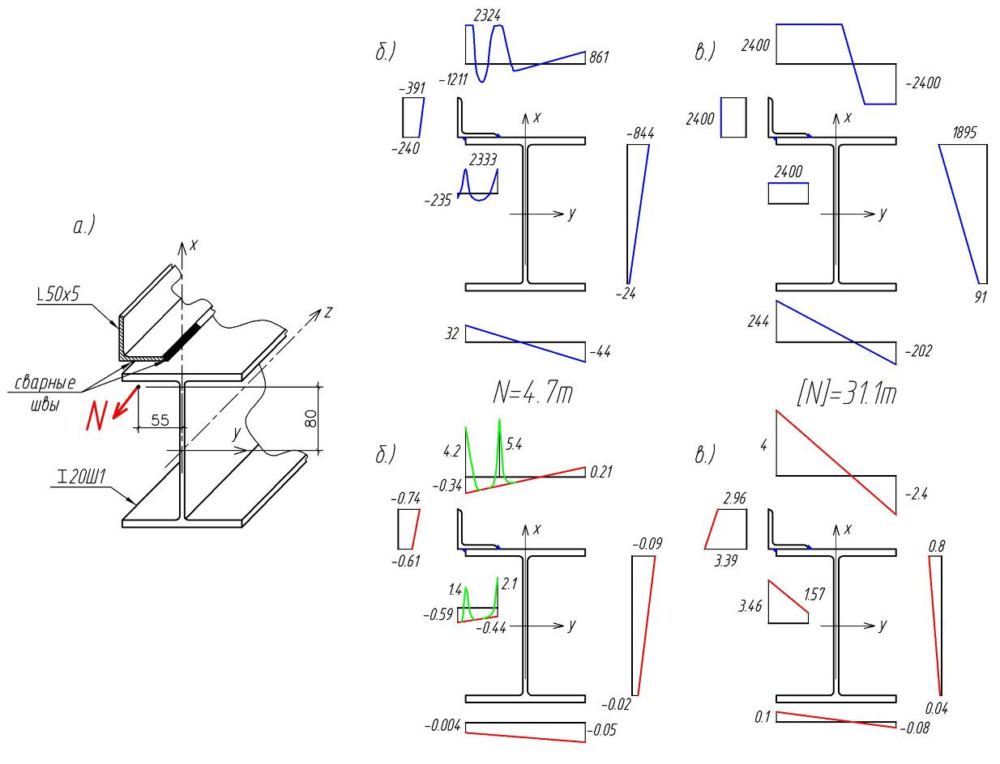 а.)
x
∟50x5
z
сварные
швы
N
55
80
y
I20Ш1
б.)
2324
861
-1211
-391
-240
x
2333
-235
y
-844
-24
32
-44
N=4.7т
в.)
2400
-2400
2400
x
2400
y
1895
91
244
-202
[N]=31.1т
б.)
4.2
5.4
-0.34
0.21
-0.74
-0.61
x
1.4
2.1
-0.59
-0.44
y
-0.09
-0.02
-0.004
-0.05
в.)
4
-2.4
2.96
3.39
x
3.46
1.57
y
0.8
0.04
0.1
-0.08